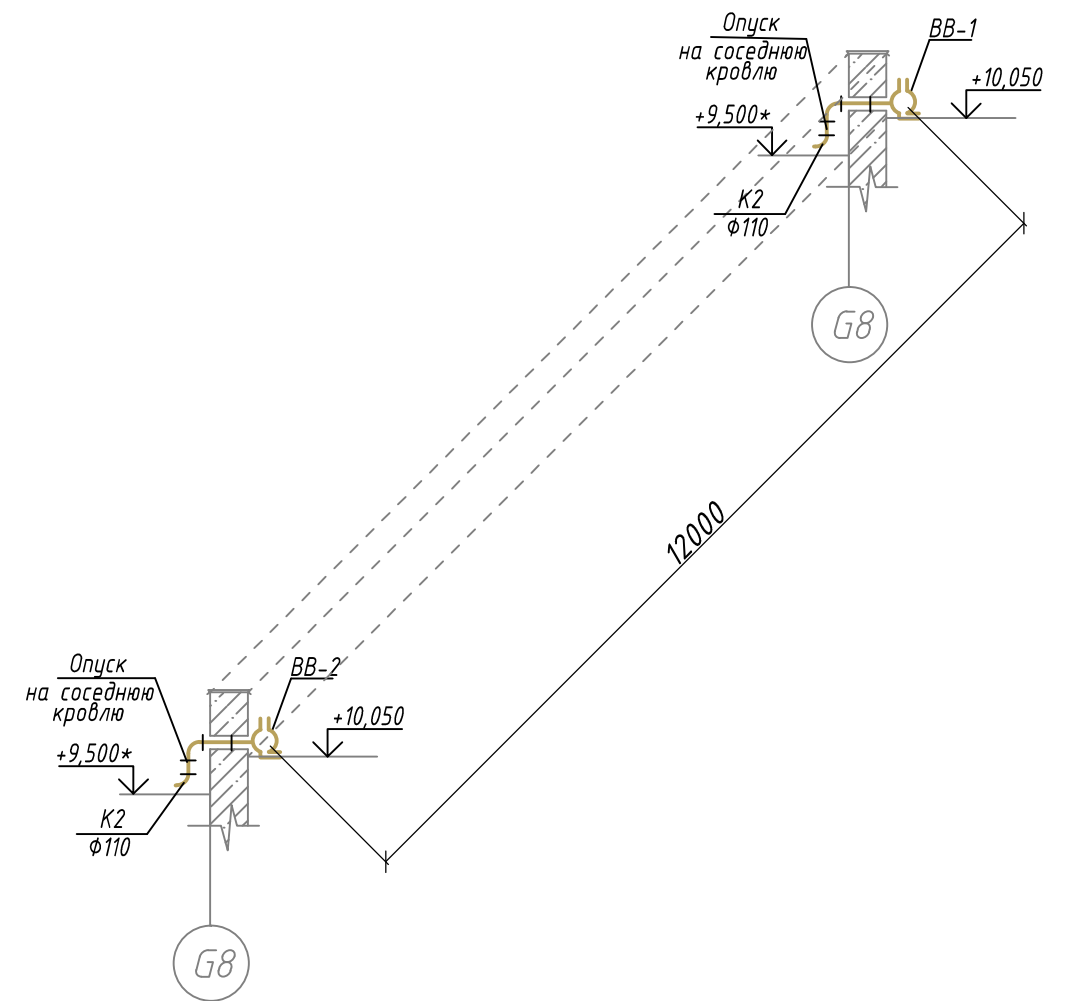 Опуск
на соседнюю
кровлю
ВВ-1
+10,050
+9,500*
К2
Ф110
G8
12000
Опуск
на соседнюю
кровлю
ВВ-2
+10,050
+9,500*
К2
Ф110
G8